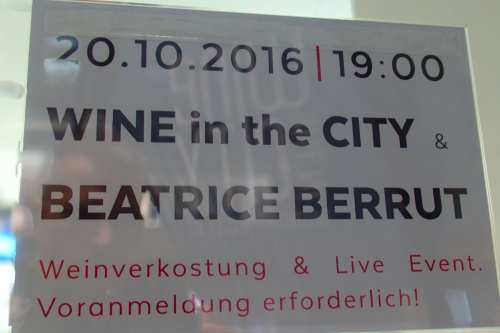 20.10.2016 | 19:00
WINE in the CITY &
BEATRICE BERRUT
Weinverkostung & Live Event.
Voranmeldung erforderlich!